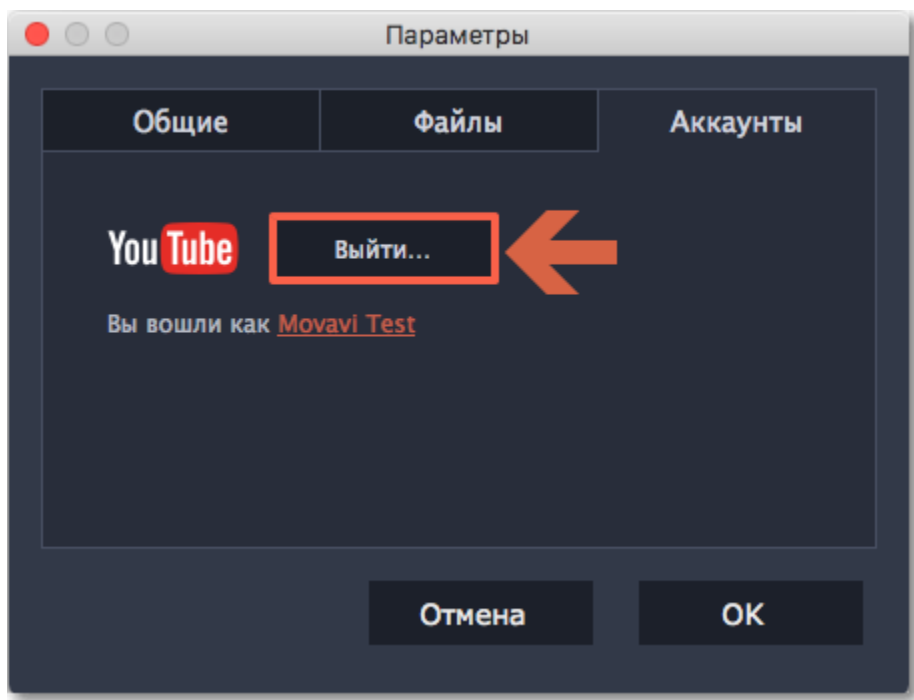 Параметры
Общие Файлы Аккаунты
YouTube Выйти...
Вы вошли как Movavi Test
Отмена OK